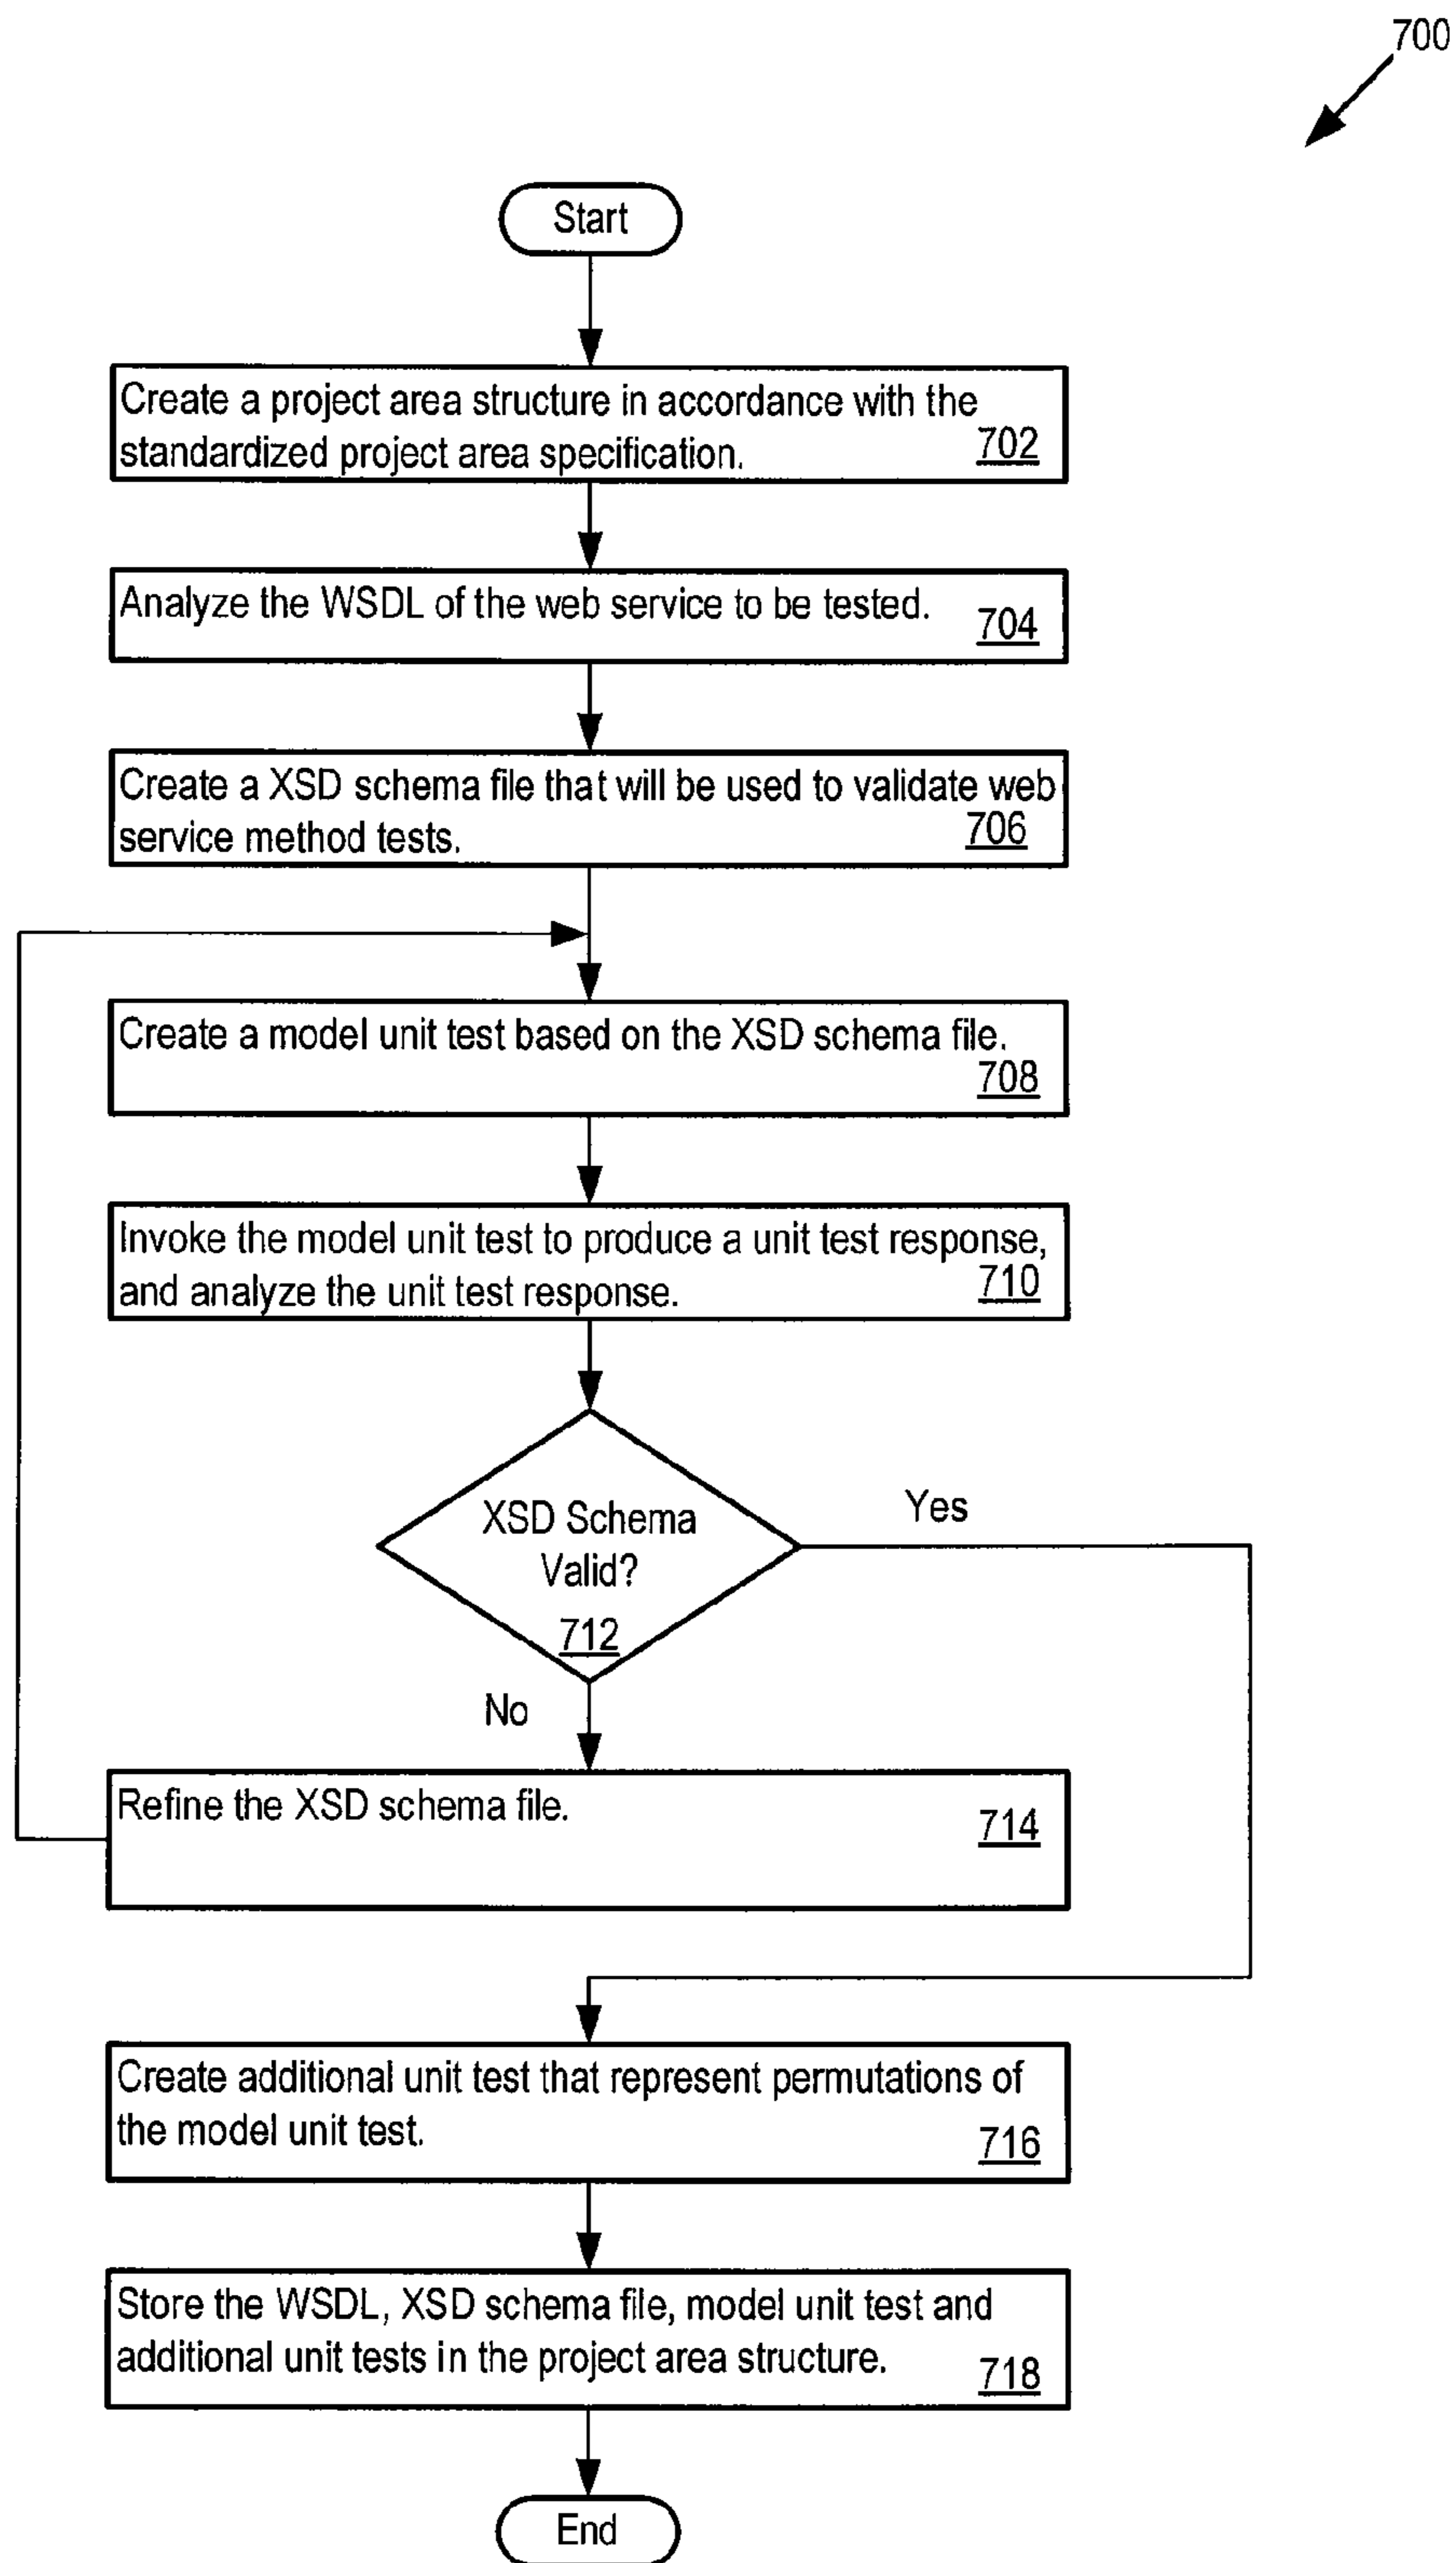 700
Start
Create a project area structure in accordance with the
standardized project area specification.
702
Analyze the WSDL of the web service to be tested.
704
Create a XSD schema file that will be used to validate web
service method tests.
706
Create a model unit test based on the XSD schema file.
708
Invoke the model unit test to produce a unit test response,
and analyze the unit test response.
710
XSD Schema
Valid?
712
Yes
No
Refine the XSD schema file.
714
Create additional unit test that represent permutations of
the model unit test.
716
Store the WSDL, XSD schema file, model unit test and
additional unit tests in the project area structure.
718
End